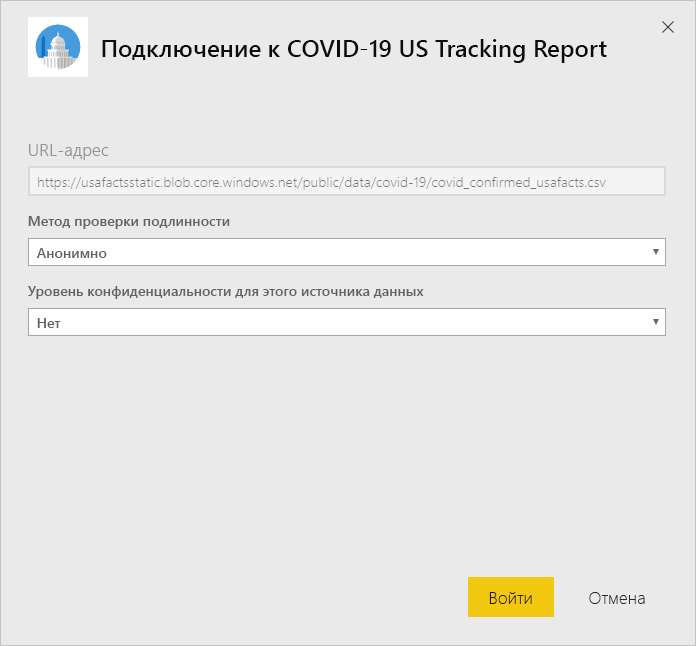 Подключение к COVID-19 US Tracking Report
URL-адрес
https://usafactsstatic.blob.core.windows.net/public/data/covid-19/covid_confirmed_usafacts.csv
Метод проверки подлинности
Анонимно
Уровень конфиденциальности для этого источника данных
Нет
Войти
Отмена